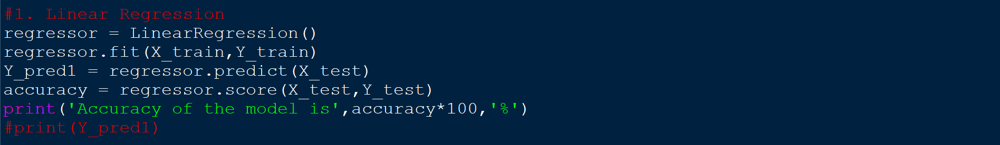 #1. Linear Regression
regressor = LinearRegression()
regressor.fit(X_train,Y_train)
Y_pred1 = regressor.predict(X_test)
accuracy = regressor.score(X_test,Y_test)
print('Accuracy of the model is',accuracy*100,'%')
#print(Y_pred1)